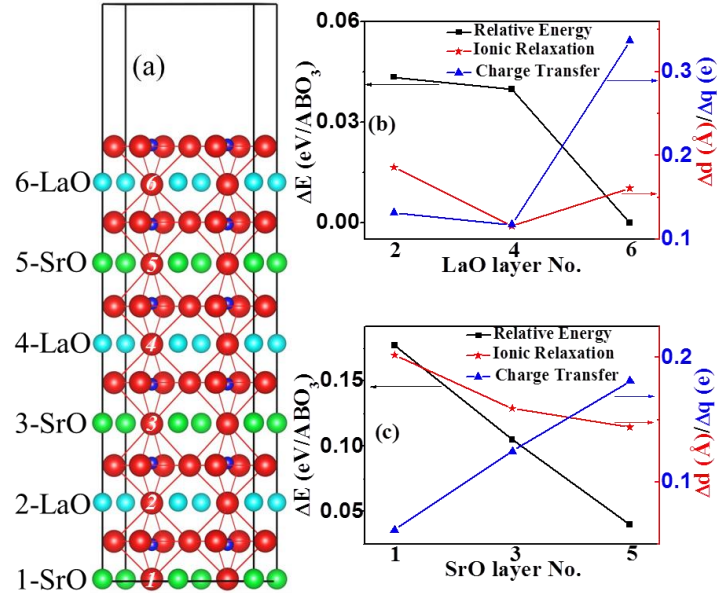 (a)
6-LaO
5-SrO
4-LaO
3-SrO
2-LaO
1-SrO
6
5
4
3
2
1
0.06
0.03
0.00
ΔE (eV/ABO3)
Relative Energy
Ionic Relaxation
Charge Transfer
(b)
0.3
0.2
0.1
Δd (Å)/Δq (e)
2 4 6
LaO layer No.
0.15
0.10
0.05
ΔE (eV/ABO3)
Relative Energy
Ionic Relaxation
Charge Transfer
(c)
0.2
0.1
Δd (Å)/Δq (e)
1 3 5
SrO layer No.